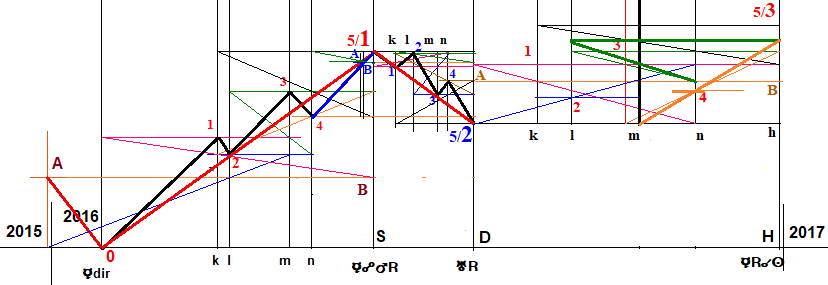 5/3
5/1
k l m n
2
A
B
1
3
4
A
1
3
2
4
B
3
1
4
2
5/2
k l m n h
A
B
2015
2016
0
S
D
H
2017
k l m n
☿dir
☿☍♂R
♅R
☿R☌☉